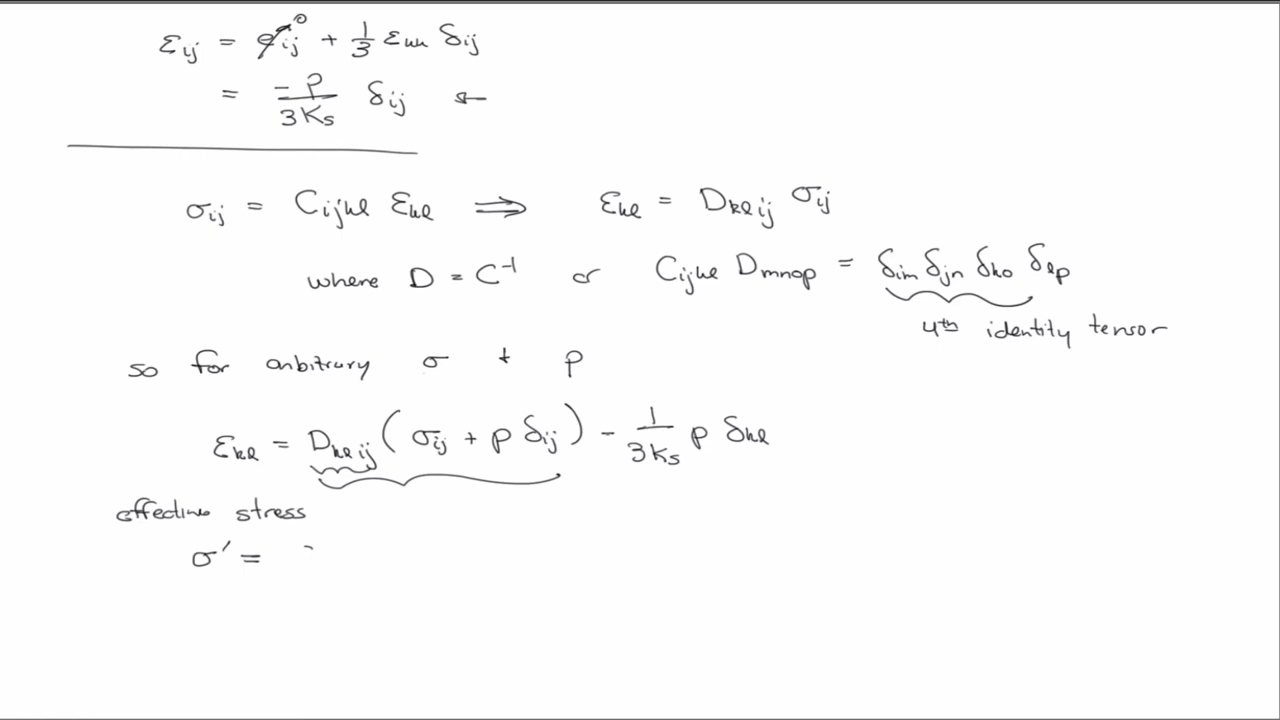 ε_ij = e_ij⁰ + 1/3 ε_kk δ_ij
= -P/3K_s δ_ij ←
σ_ij = C_ijkl ε_kl ⟹ ε_kl = D_klij σ_ij
where D = C⁻¹ or C_ijkl D_mnop = δ_im δ_jn δ_ko δ_lp
4th identity tensor
so for arbitrary σ + p
ε_kl = D_klij (σ_ij + p δ_ij) - 1/3K_s p δ_kl
effective stress
σ' =